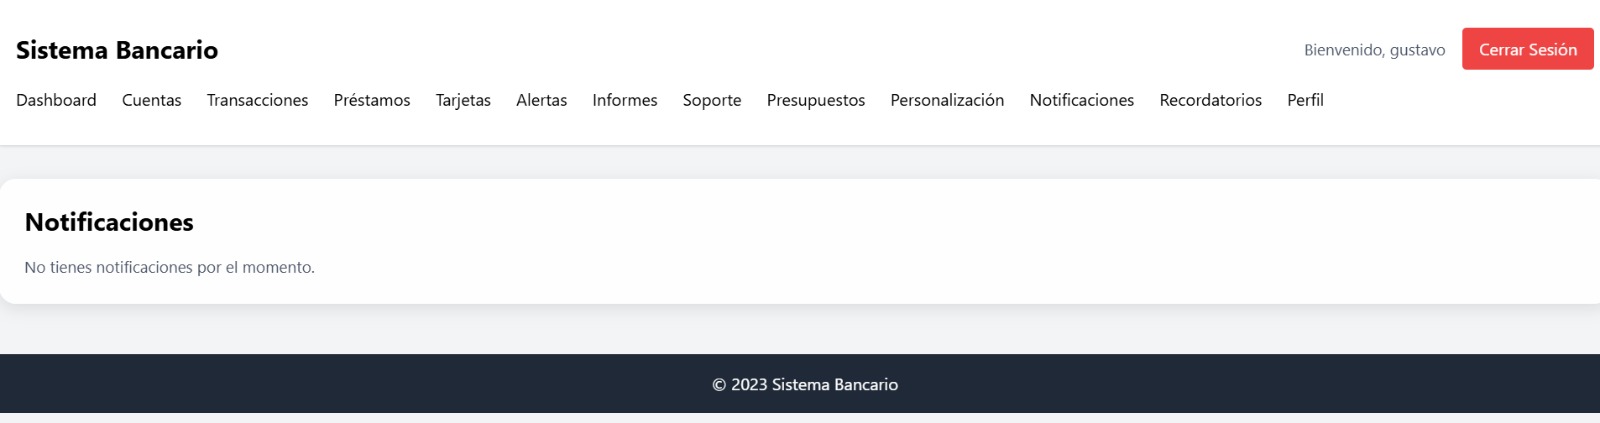 Sistema Bancario
Bienvenido, gustavo
Cerrar Sesión
Dashboard Cuentas Transacciones Préstamos Tarjetas Alertas Informes Soporte Presupuestos Personalización Notificaciones Recordatorios Perfil
Notificaciones
No tienes notificaciones por el momento.
© 2023 Sistema Bancario